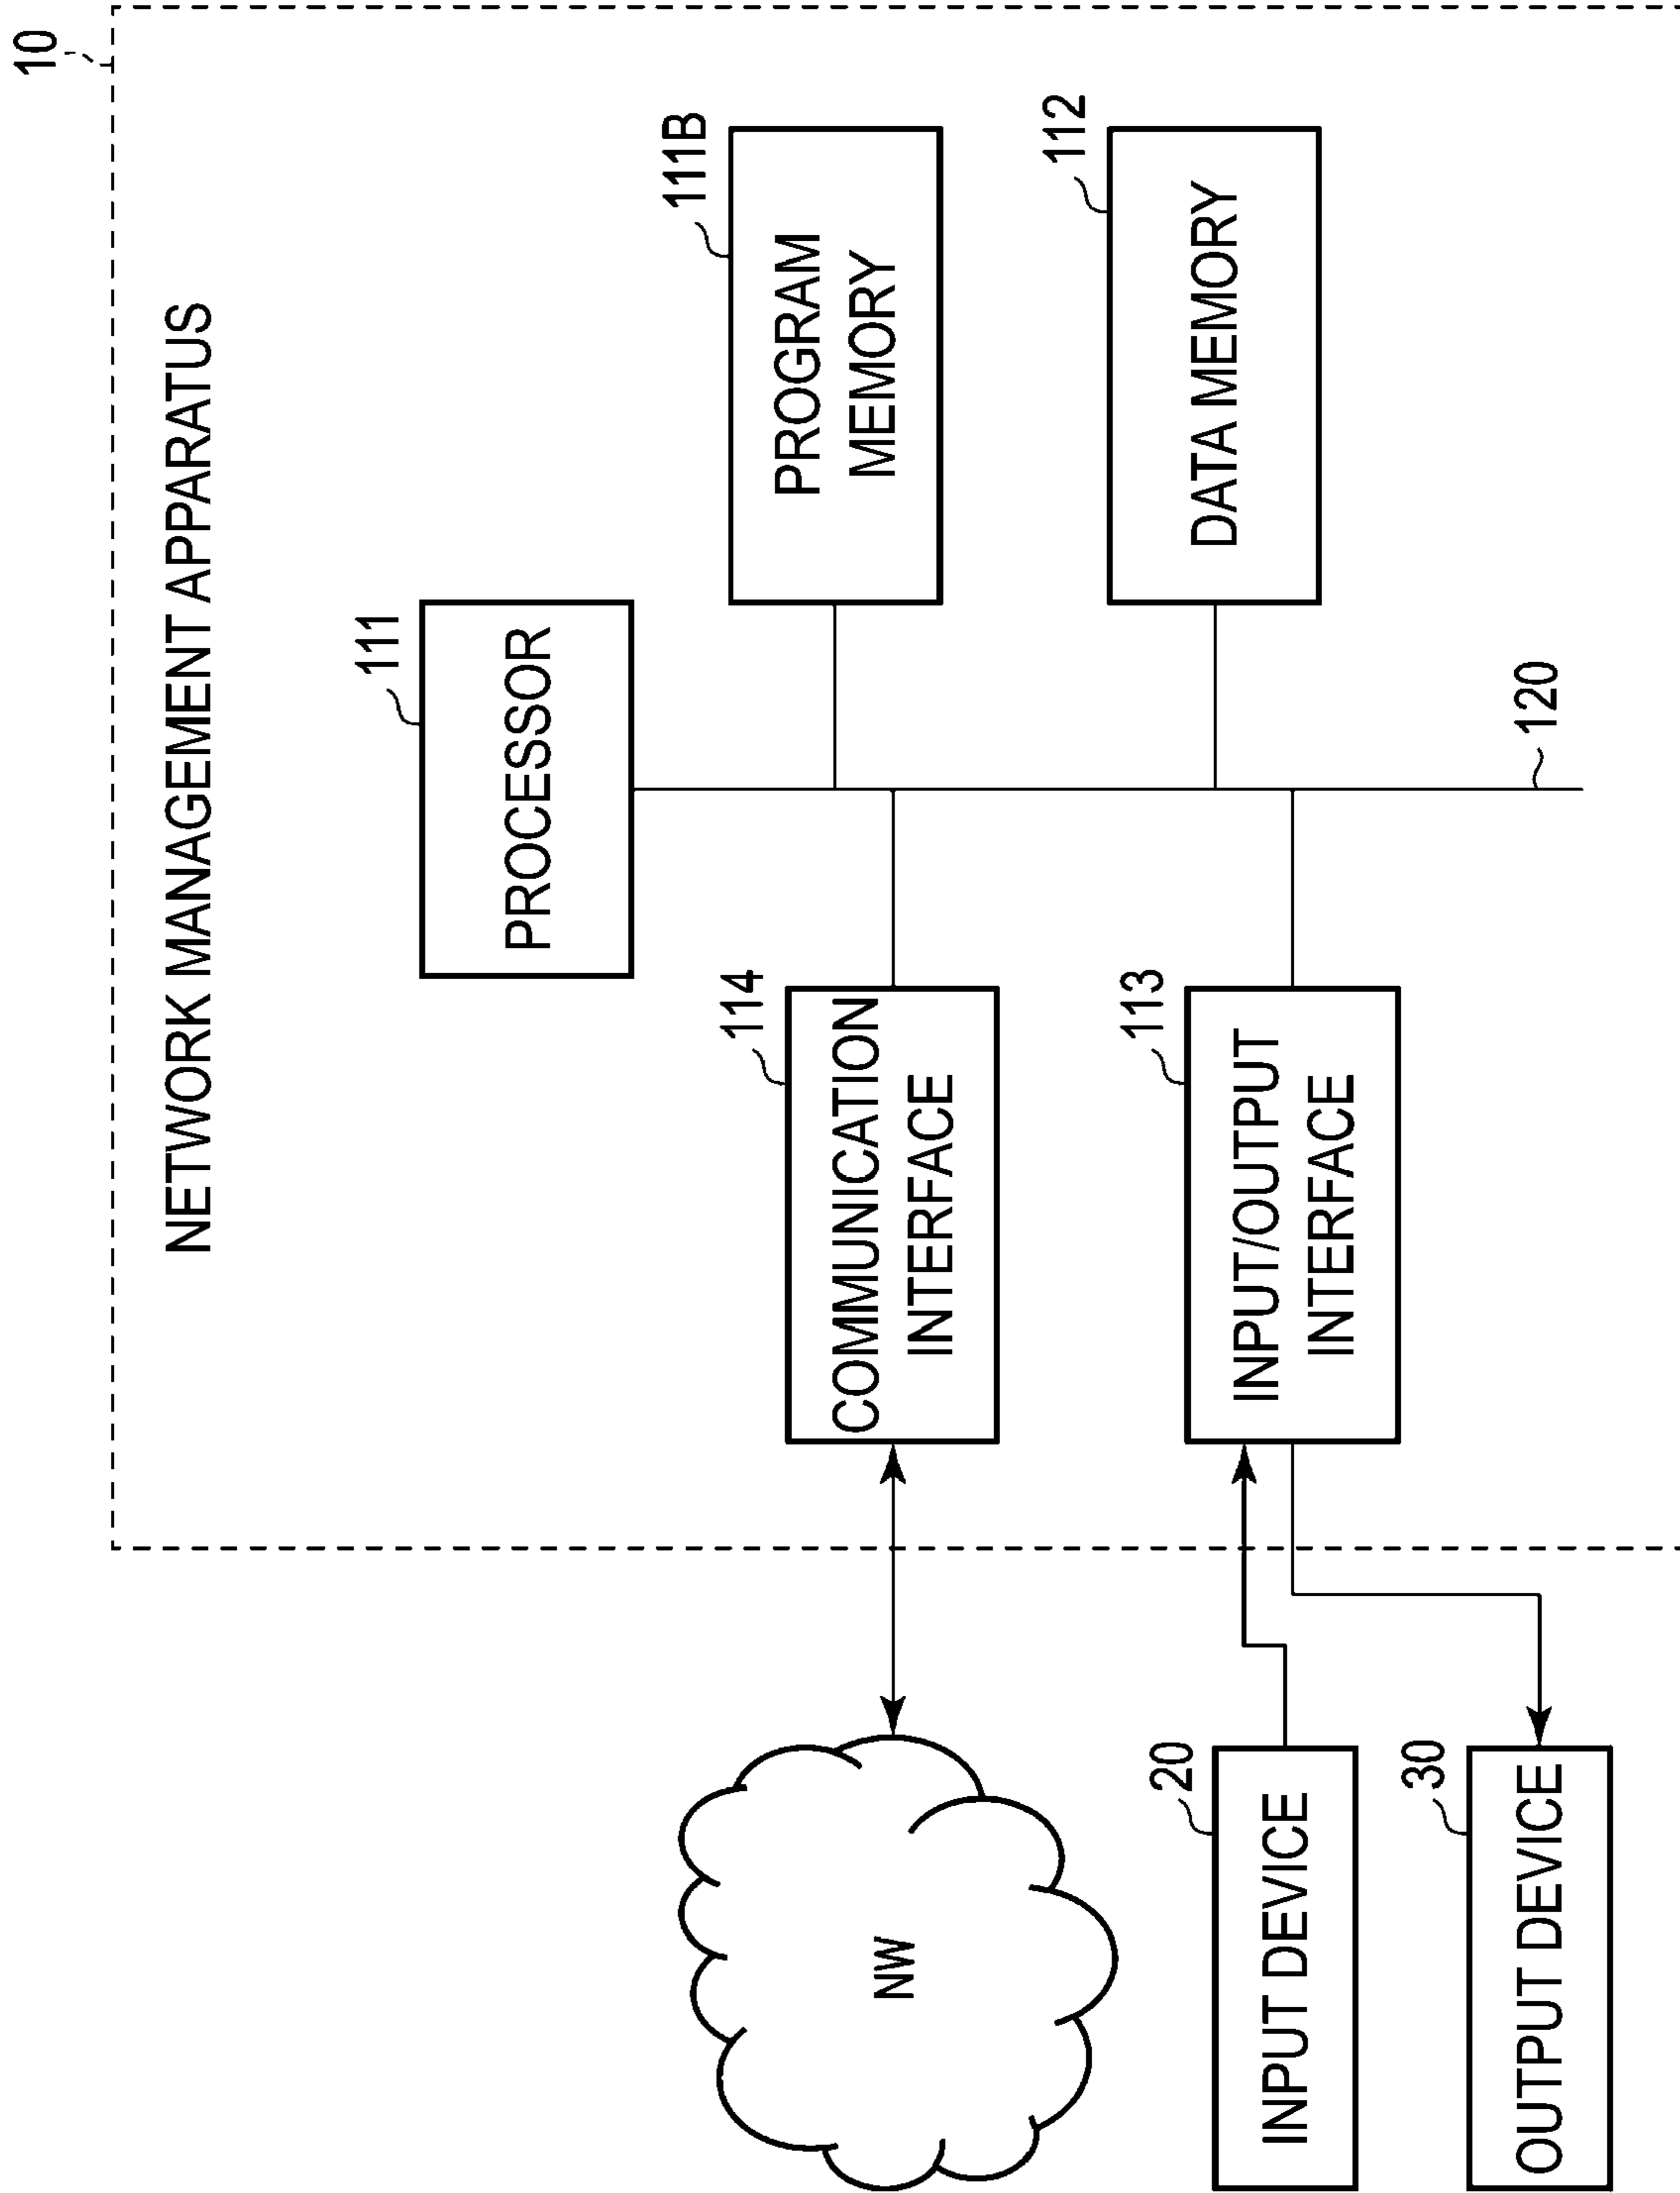 10
NETWORK MANAGEMENT APPARATUS
111
PROCESSOR
114
COMMUNICATION
INTERFACE
111B
PROGRAM
MEMORY
113
INPUT/OUTPUT
INTERFACE
112
DATA MEMORY
120
NW
20
INPUT DEVICE
30
OUTPUT DEVICE